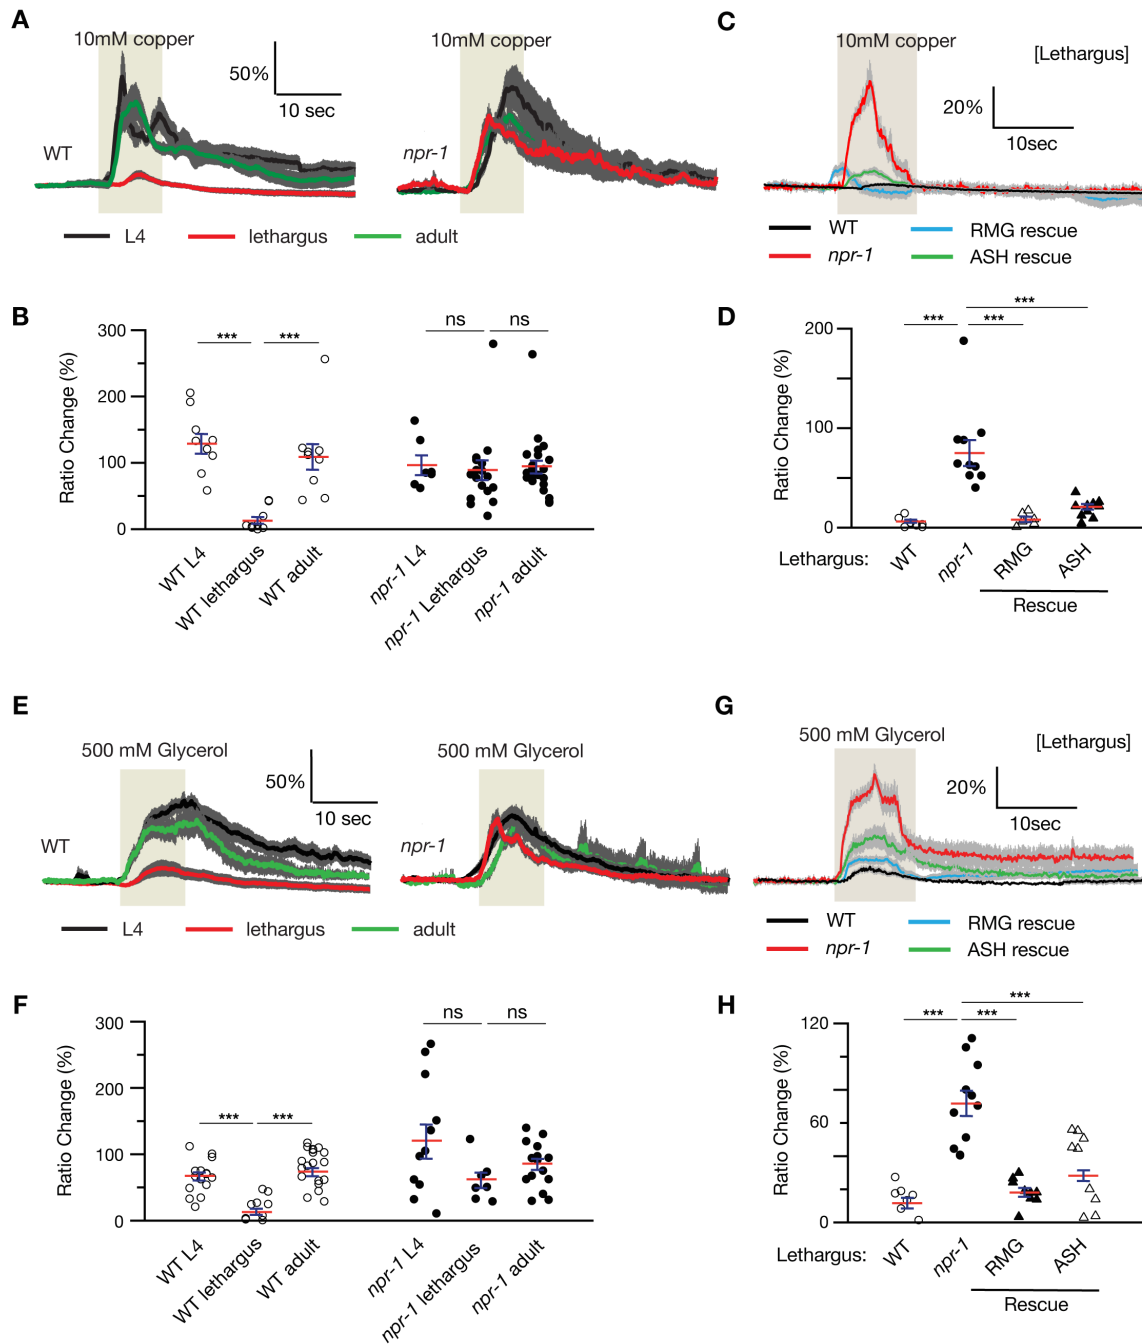 A
10mM copper
50%
10 sec
WT
10mM copper
npr-1
L4
lethargus
adult
C
10mM copper
[Lethargus]
20%
10sec
WT
RMG rescue
npr-1
ASH rescue
B
Ratio Change (%)
300
200
100
0
***
***
ns
ns
WT L4
WT lethargus
WT adult
npr-1 L4
npr-1 Lethargus
npr-1 adult
D
Ratio Change (%)
200
100
0
***
***
***
Lethargus:
WT
npr-1
RMG
ASH
Rescue
E
500 mM Glycerol
50%
10 sec
WT
500 mM Glycerol
npr-1
L4
lethargus
adult
G
500 mM Glycerol
[Lethargus]
20%
10sec
WT
RMG rescue
npr-1
ASH rescue
F
Ratio Change (%)
300
200
100
0
***
***
ns
ns
WT L4
WT lethargus
WT adult
npr-1 L4
npr-1 lethargus
npr-1 adult
H
Ratio Change (%)
120
60
0
***
***
***
Lethargus:
WT
npr-1
RMG
ASH
Rescue